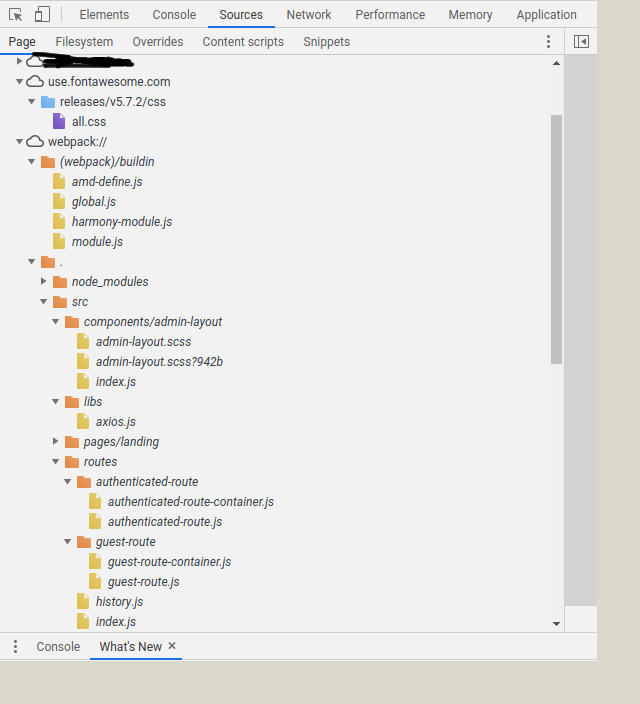 Elements Console Sources Network Performance Memory Application
Page Filesystem Overrides Content scripts Snippets
use.fontawesome.com
releases/v5.7.2/css
all.css
webpack://
(webpack)/buildin
amd-define.js
global.js
harmony-module.js
module.js
.
node_modules
src
components/admin-layout
admin-layout.scss
admin-layout.scss?942b
index.js
libs
axios.js
pages/landing
routes
authenticated-route
authenticated-route-container.js
authenticated-route.js
guest-route
guest-route-container.js
guest-route.js
history.js
index.js
Console What's New ×